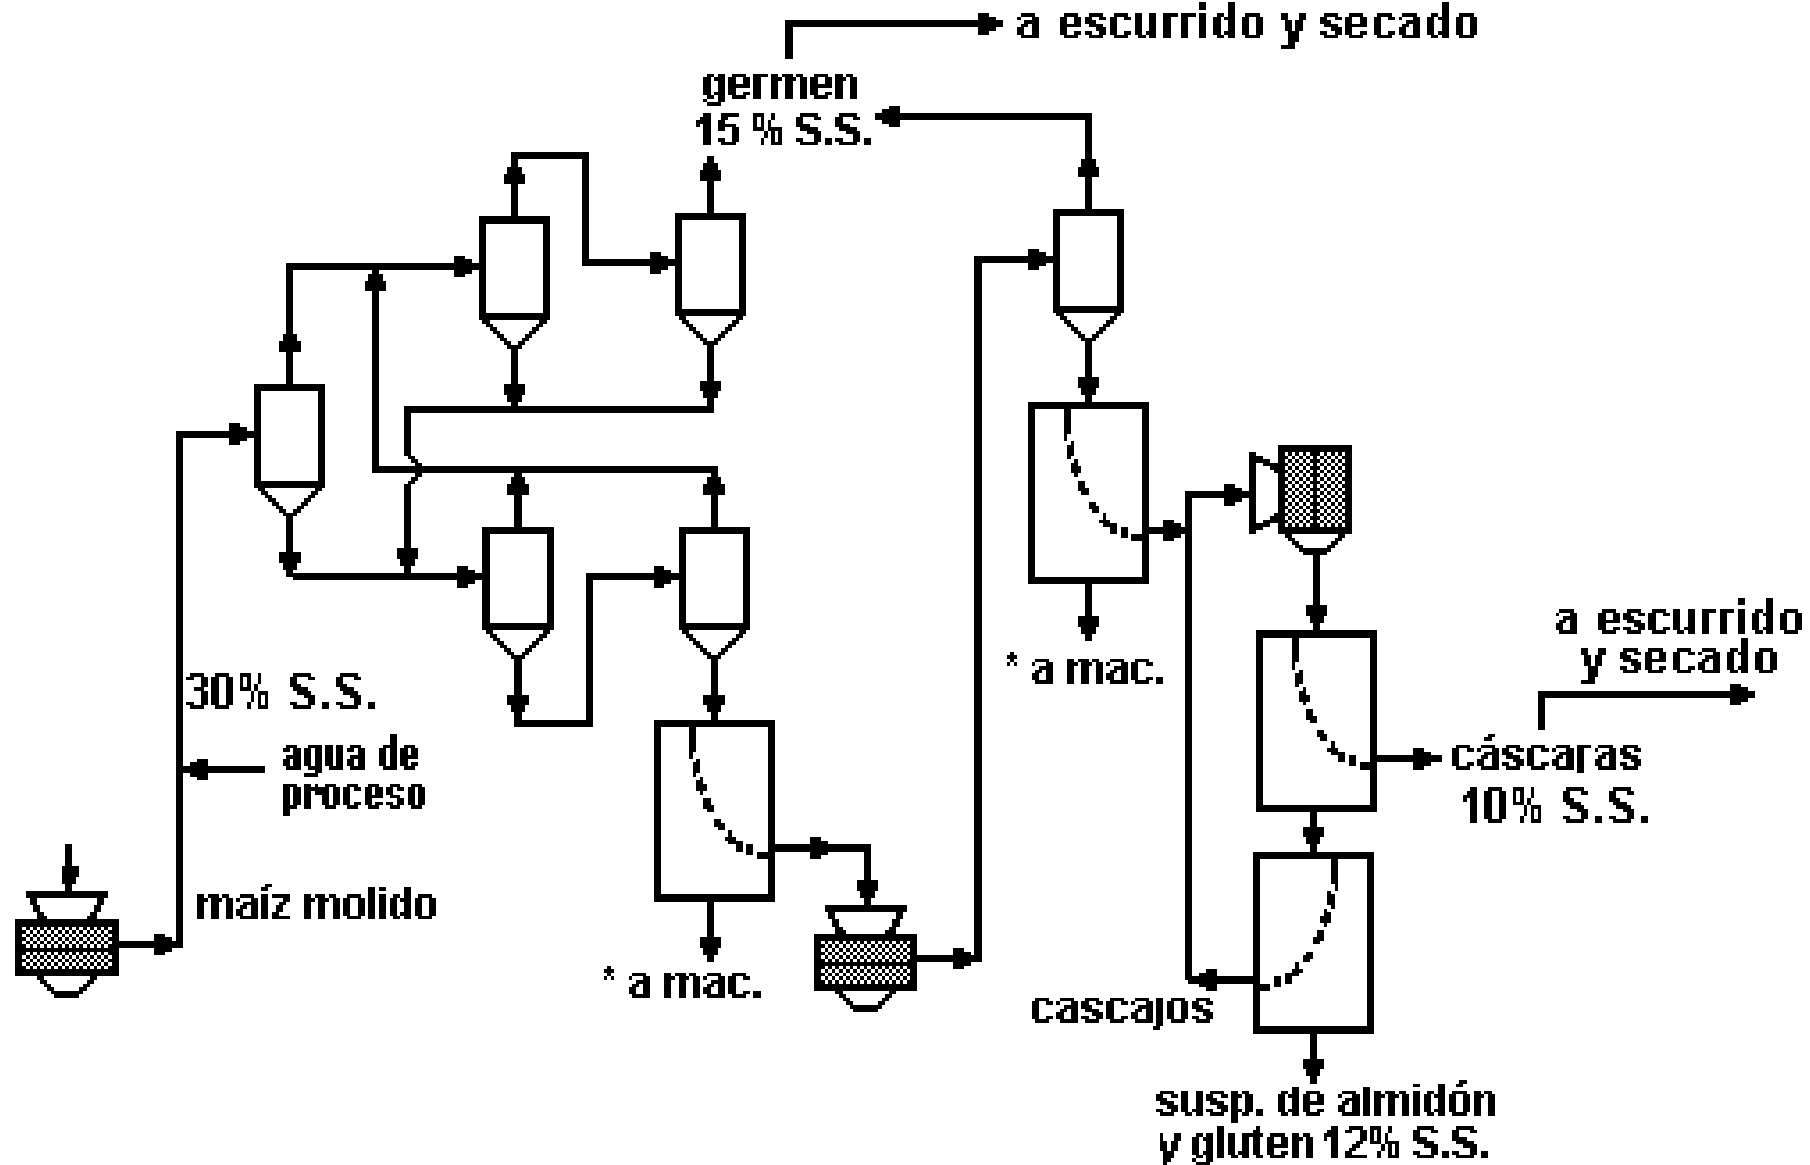 a escurrido y secado
germen
15 % S.S.
30% S.S.
agua de
proceso
maíz molido
* a mac.
* a mac.
a escurrido
y secado
cáscaras
10% S.S.
cascajos
susp. de almidón
y gluten 12% S.S.